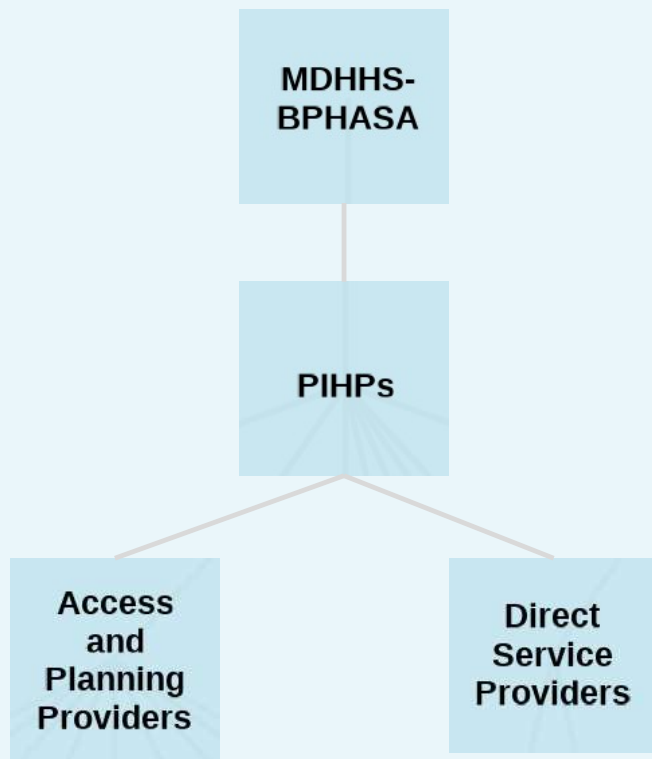 MDHHS-
BPHASA
PIHPs
Access
and
Planning
Providers
Direct
Service
Providers